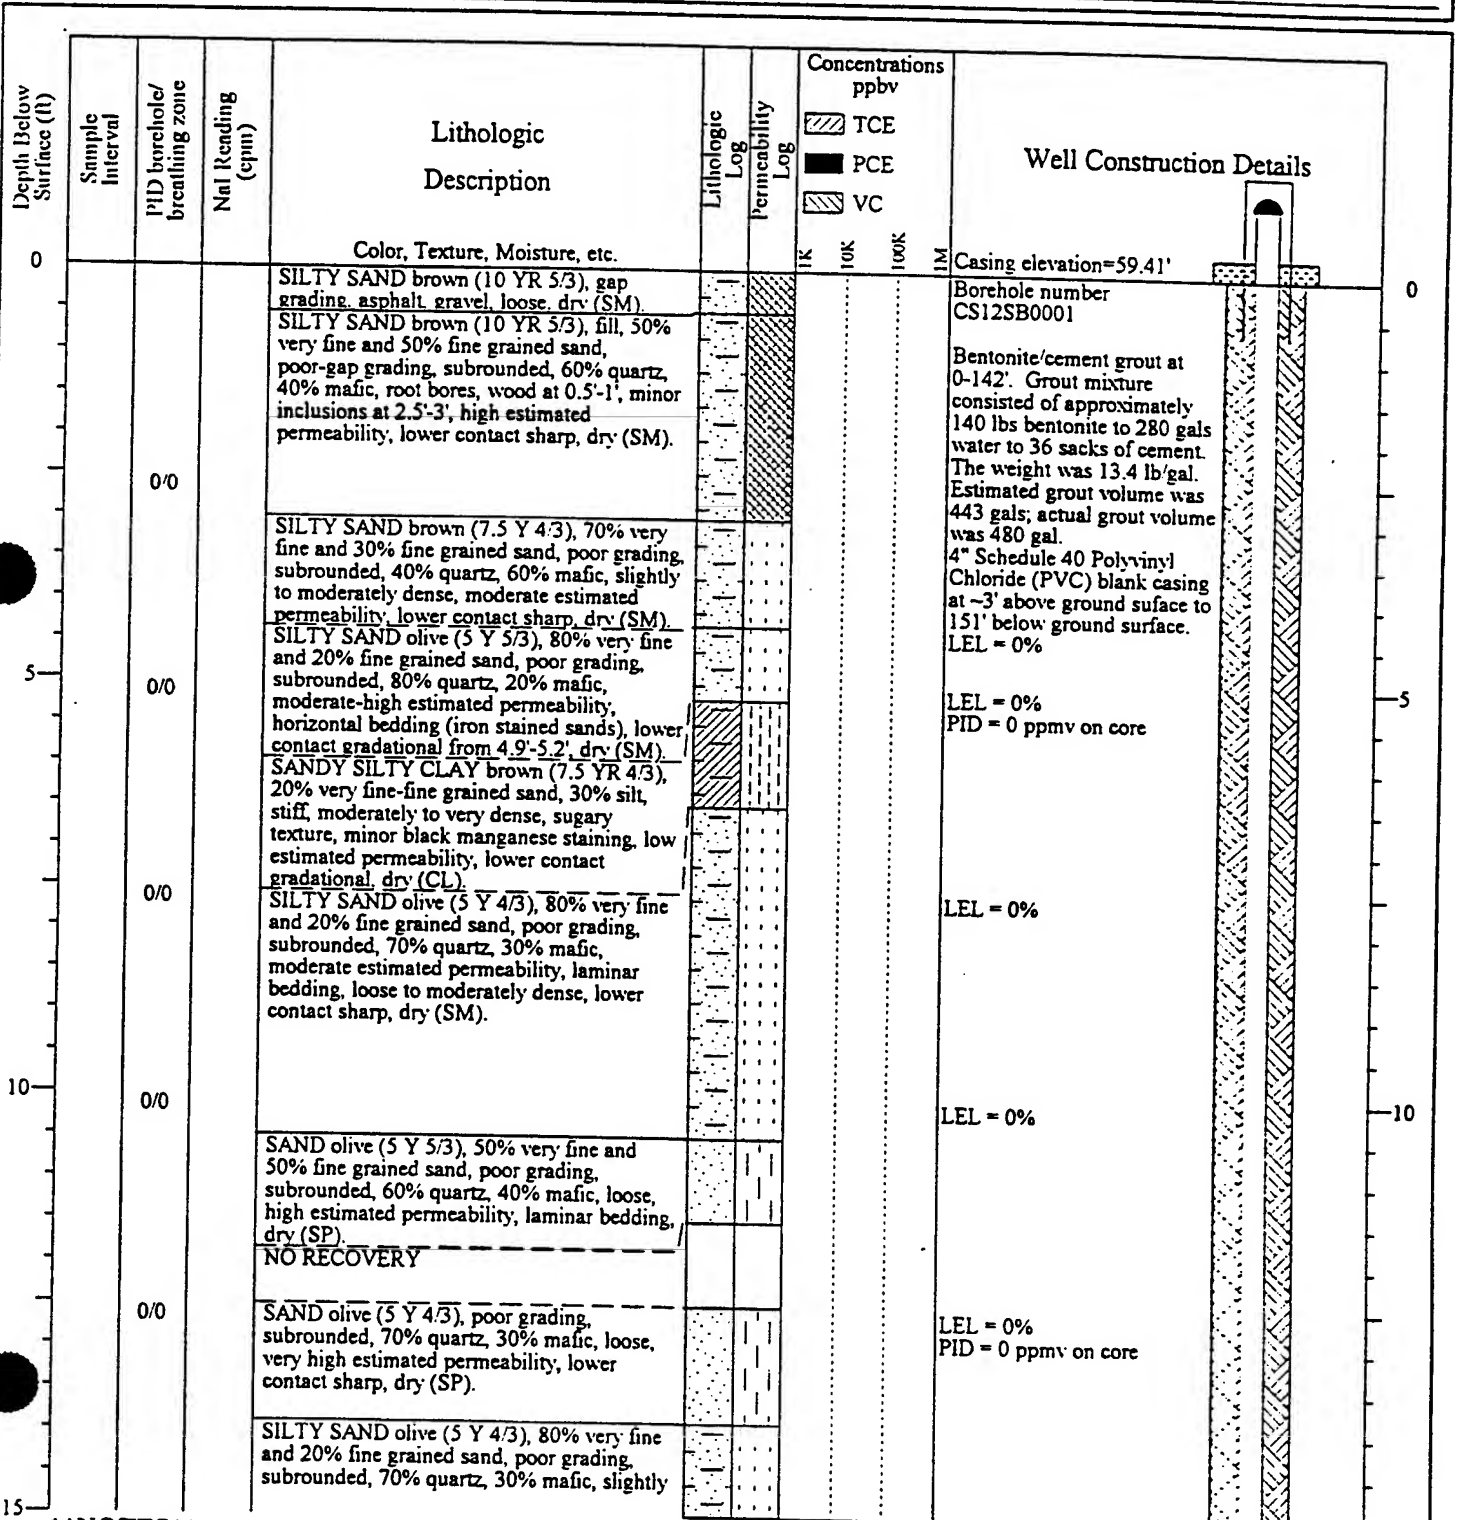 Depth Below
Surface (ft)
Sample
Interval
PID borehole/
breathing zone
NaI Reading
(cpm)
Lithologic
Description
Color, Texture, Moisture, etc.
Lithologic
Log
Permeability
Log
Concentrations
ppbv
TCE
PCE
VC
1K
10K
100K
1M
Well Construction Details
Casing elevation=59.41'
0
0
SILTY SAND brown (10 YR 5/3), gap
grading, asphalt, gravel, loose, dry (SM).
SILTY SAND brown (10 YR 5/3), fill, 50%
very fine and 50% fine grained sand,
poor-gap grading, subrounded, 60% quartz,
40% mafic, root bores, wood at 0.5'-1', minor
inclusions at 2.5'-3', high estimated
permeability, lower contact sharp, dry (SM).
0/0
SILTY SAND brown (7.5 Y 4/3), 70% very
fine and 30% fine grained sand, poor grading,
subrounded, 40% quartz, 60% mafic, slightly
to moderately dense, moderate estimated
permeability, lower contact sharp, dry (SM).
SILTY SAND olive (5 Y 5/3), 80% very fine
and 20% fine grained sand, poor grading,
subrounded, 80% quartz, 20% mafic,
moderate-high estimated permeability,
horizontal bedding (iron stained sands), lower
contact gradational from 4.9'-5.2', dry (SM).
5
0/0
SANDY SILTY CLAY brown (7.5 YR 4/3),
20% very fine-fine grained sand, 30% silt,
stiff, moderately to very dense, sugary
texture, minor black manganese staining, low
estimated permeability, lower contact
gradational, dry (CL).
0/0
SILTY SAND olive (5 Y 4/3), 80% very fine
and 20% fine grained sand, poor grading,
subrounded, 70% quartz, 30% mafic,
moderate estimated permeability, laminar
bedding, loose to moderately dense, lower
contact sharp, dry (SM).
10
0/0
SAND olive (5 Y 5/3), 50% very fine and
50% fine grained sand, poor grading,
subrounded, 60% quartz, 40% mafic, loose,
high estimated permeability, laminar bedding,
dry (SP).
NO RECOVERY
0/0
SAND olive (5 Y 4/3), poor grading,
subrounded, 70% quartz, 30% mafic, loose,
very high estimated permeability, lower
contact sharp, dry (SP).
SILTY SAND olive (5 Y 4/3), 80% very fine
and 20% fine grained sand, poor grading,
subrounded, 70% quartz, 30% mafic, slightly
15
Borehole number
CS12SB0001
Bentonite/cement grout at
0-142'. Grout mixture
consisted of approximately
140 lbs bentonite to 280 gals
water to 36 sacks of cement.
The weight was 13.4 lb/gal.
Estimated grout volume was
443 gals; actual grout volume
was 480 gal.
4" Schedule 40 Polyvinyl
Chloride (PVC) blank casing
at ~3' above ground suface to
151' below ground surface.
LEL = 0%
LEL = 0%
PID = 0 ppmv on core
5
LEL = 0%
LEL = 0%
10
LEL = 0%
PID = 0 ppmv on core